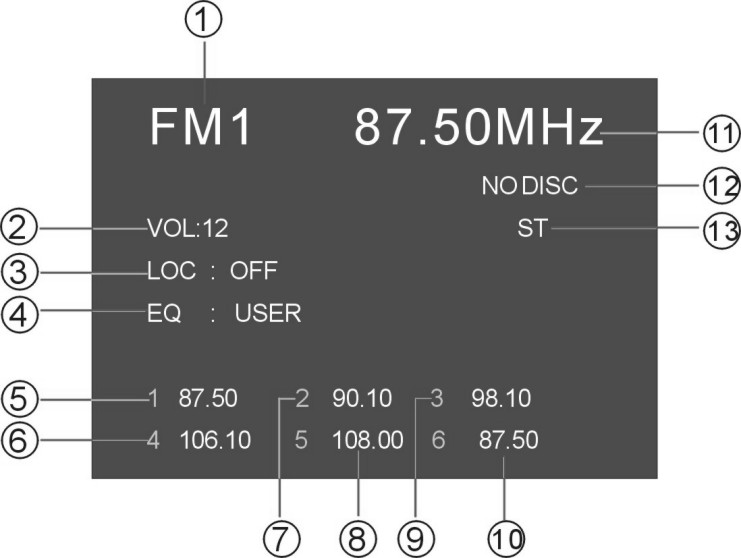 ①
FM1 87.50MHz ⑪
NO DISC ⑫
② VOL:12 ST ⑬
③ LOC : OFF
④ EQ : USER
⑤ 1 87.50 2 90.10 3 98.10
⑥ 4 106.10 5 108.00 6 87.50
⑦ ⑧ ⑨ ⑩